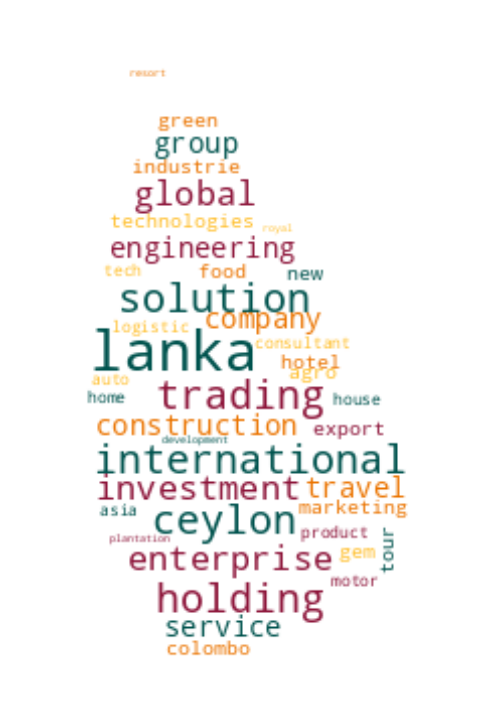 resort
green
group
industrie
global
technologies royal
engineering
tech food new
solution
company
logistic consultant
lanka hotel
agro
auto
trading
home house
construction export
development
international
investment travel
marketing
asia ceylon
product
plantation tour
enterprise gem
motor
holding
service
colombo